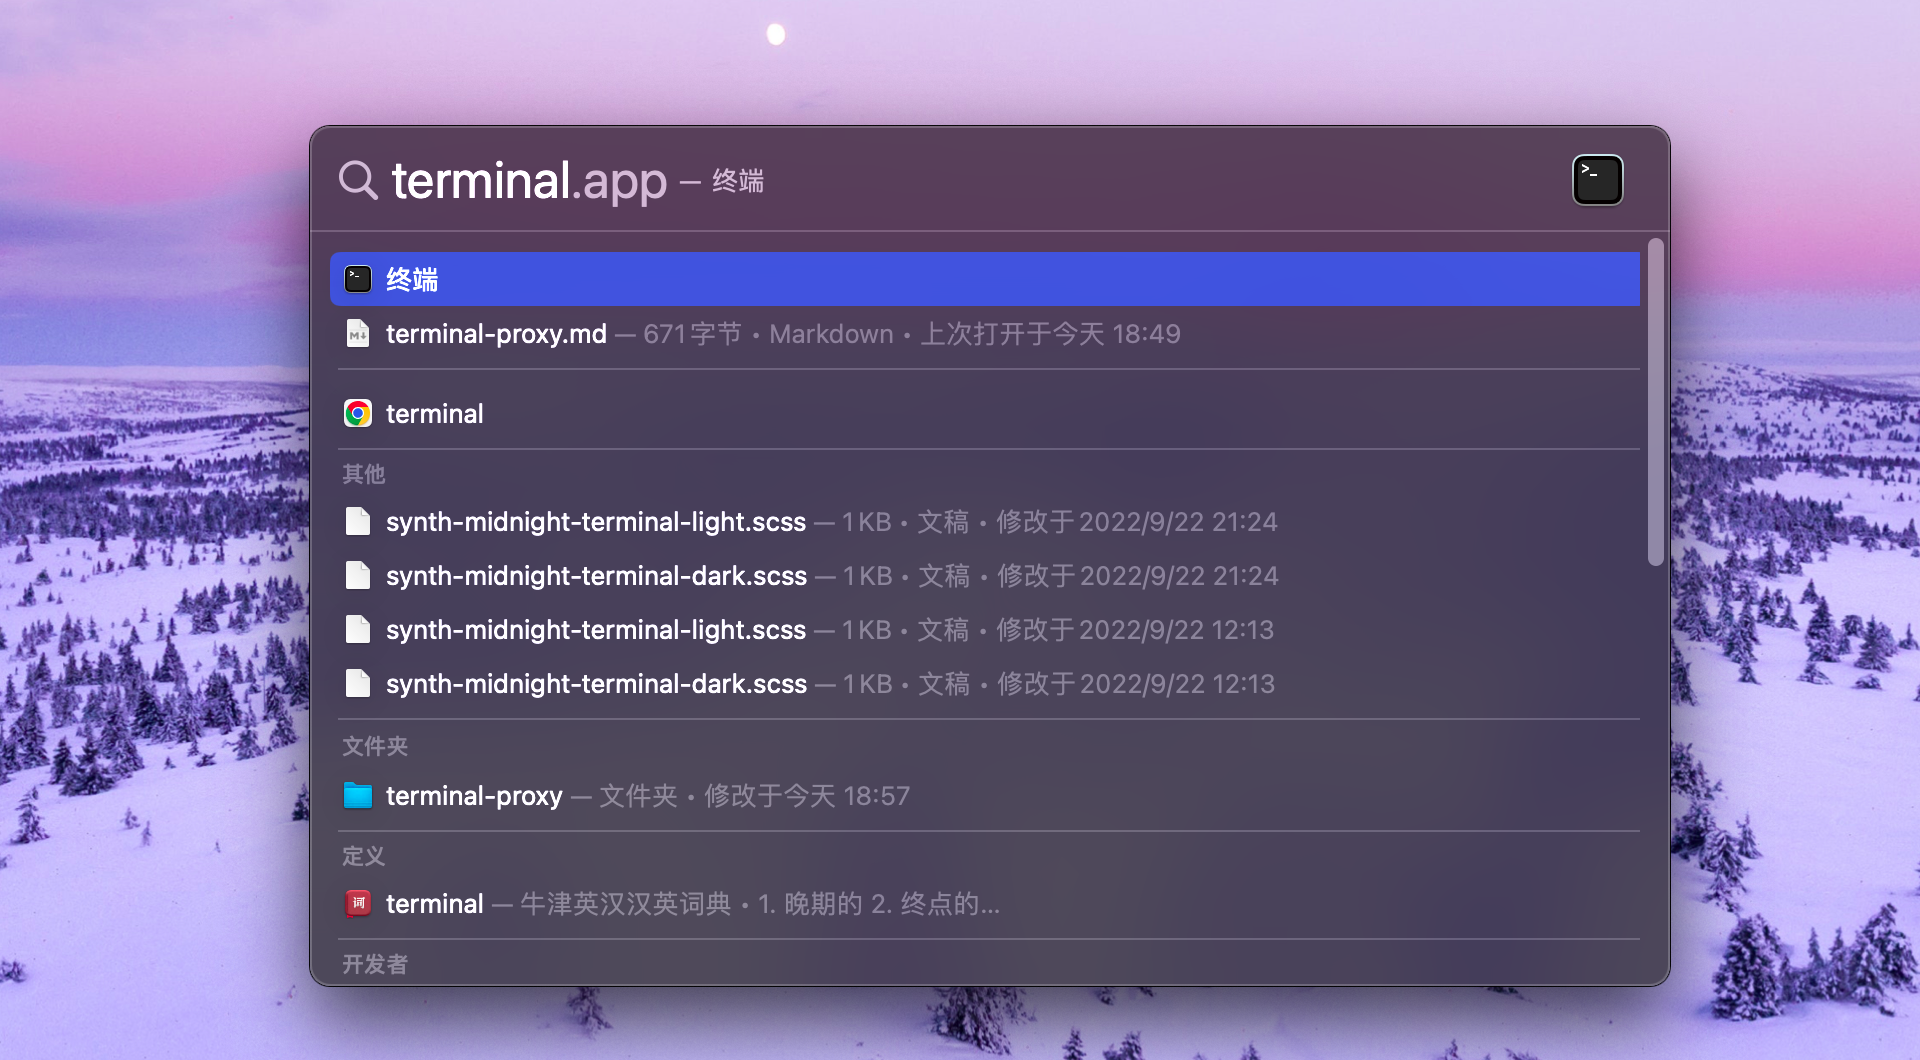 terminal.app — 终端
终端
terminal-proxy.md — 671字节 • Markdown • 上次打开于今天 18:49
terminal
其他
synth-midnight-terminal-light.scss — 1 KB • 文稿 • 修改于 2022/9/22 21:24
synth-midnight-terminal-dark.scss — 1 KB • 文稿 • 修改于 2022/9/22 21:24
synth-midnight-terminal-light.scss — 1 KB • 文稿 • 修改于 2022/9/22 12:13
synth-midnight-terminal-dark.scss — 1 KB • 文稿 • 修改于 2022/9/22 12:13
文件夹
terminal-proxy — 文件夹 • 修改于今天 18:57
定义
词 terminal — 牛津英汉汉英词典 • 1. 晚期的 2. 终点的...
开发者